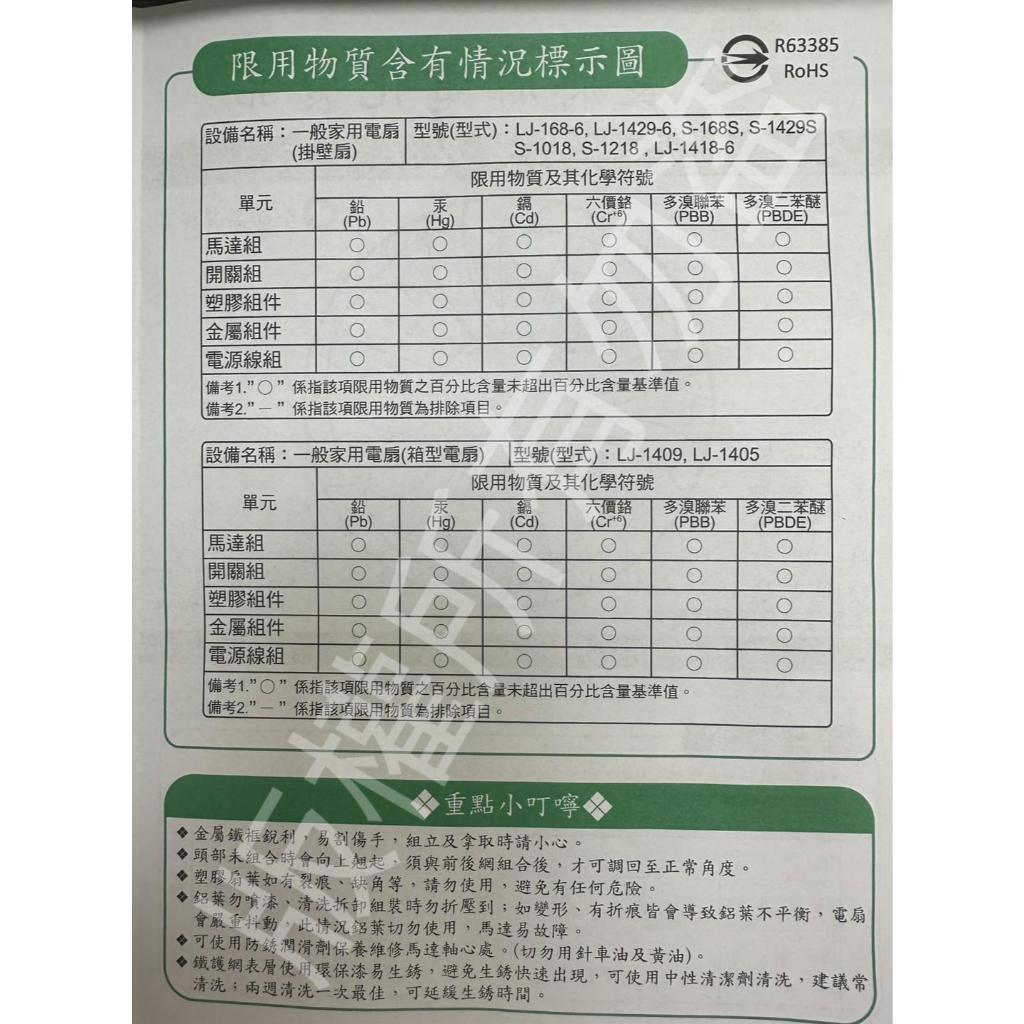 限用物質含有情況標示圖
R63385
RoHS
設備名稱：一般家用電扇 型號(型式)：LJ-168-6, LJ-1429-6, S-168S, S-1429S
(掛壁扇) S-1018, S-1218 , LJ-1418-6
單元 限用物質及其化學符號
鉛 汞 鎘 六價鉻 多溴聯苯 多溴二苯醚
(Pb) (Hg) (Cd) (Cr⁺⁶) (PBB) (PBDE)
馬達組 ○ ○ ○ ○ ○ ○
開關組 ○ ○ ○ ○ ○ ○
塑膠組件 ○ ○ ○ ○ ○ ○
金屬組件 ○ ○ ○ ○ ○ ○
電源線組 ○ ○ ○ ○ ○ ○
備考1.”○” 係指該項限用物質之百分比含量未超出百分比含量基準值。
備考2.”－” 係指該項限用物質為排除項目。
設備名稱：一般家用電扇(箱型電扇) 型號(型式)：LJ-1409, LJ-1405
單元 限用物質及其化學符號
鉛 汞 鎘 六價鉻 多溴聯苯 多溴二苯醚
(Pb) (Hg) (Cd) (Cr⁺⁶) (PBB) (PBDE)
馬達組 ○ ○ ○ ○ ○ ○
開關組 ○ ○ ○ ○ ○ ○
塑膠組件 ○ ○ ○ ○ ○ ○
金屬組件 ○ ○ ○ ○ ○ ○
電源線組 ○ ○ ○ ○ ○ ○
備考1.”○” 係指該項限用物質之百分比含量未超出百分比含量基準值。
備考2.”－” 係指該項限用物質為排除項目。
❖重點小叮嚀❖
❖金屬鐵框銳利，易割傷手，組立及拿取時請小心。
❖頭部未組合時會向上翹起，須與前後網組合後，才可調回至正常角度。
❖塑膠扇葉如有裂痕、缺角等，請勿使用，避免有任何危險。
❖鋁葉勿噴漆、清洗拆卸組裝時勿折壓到；如變形、有折痕皆會導致鋁葉不平衡，電扇
會嚴重抖動，此情況鋁葉切勿使用，馬達易故障。
❖可使用防銹潤滑劑保養維修馬達軸心處。(切勿用針車油及黃油)。
❖鐵護網表層使用環保漆易生銹，避免生銹快速出現，可使用中性清潔劑清洗，建議常
清洗；兩週清洗一次最佳，可延緩生銹時間。
版權所有勿盜